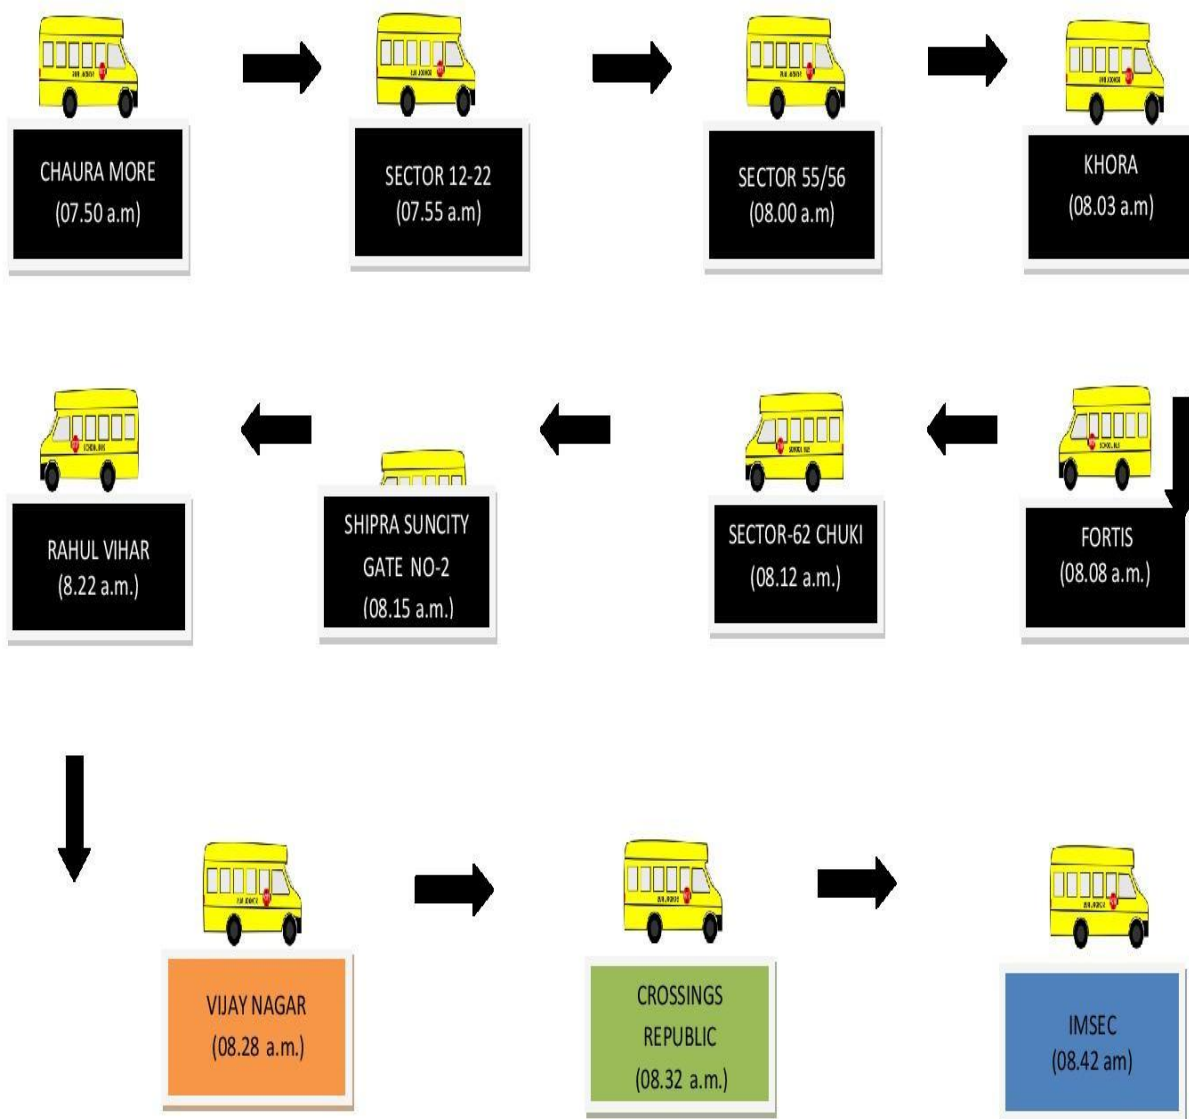 CHAURA MORE
(07.50 a.m)
SECTOR 12-22
(07.55 a.m)
SECTOR 55/56
(08.00 a.m)
KHORA
(08.03 a.m)
FORTIS
(08.08 a.m.)
SECTOR-62 CHUKI
(08.12 a.m.)
SHIPRA SUNCITY
GATE NO-2
(08.15 a.m.)
RAHUL VIHAR
(8.22 a.m.)
VIJAY NAGAR
(08.28 a.m.)
CROSSINGS
REPUBLIC
(08.32 a.m.)
IMSEC
(08.42 am)